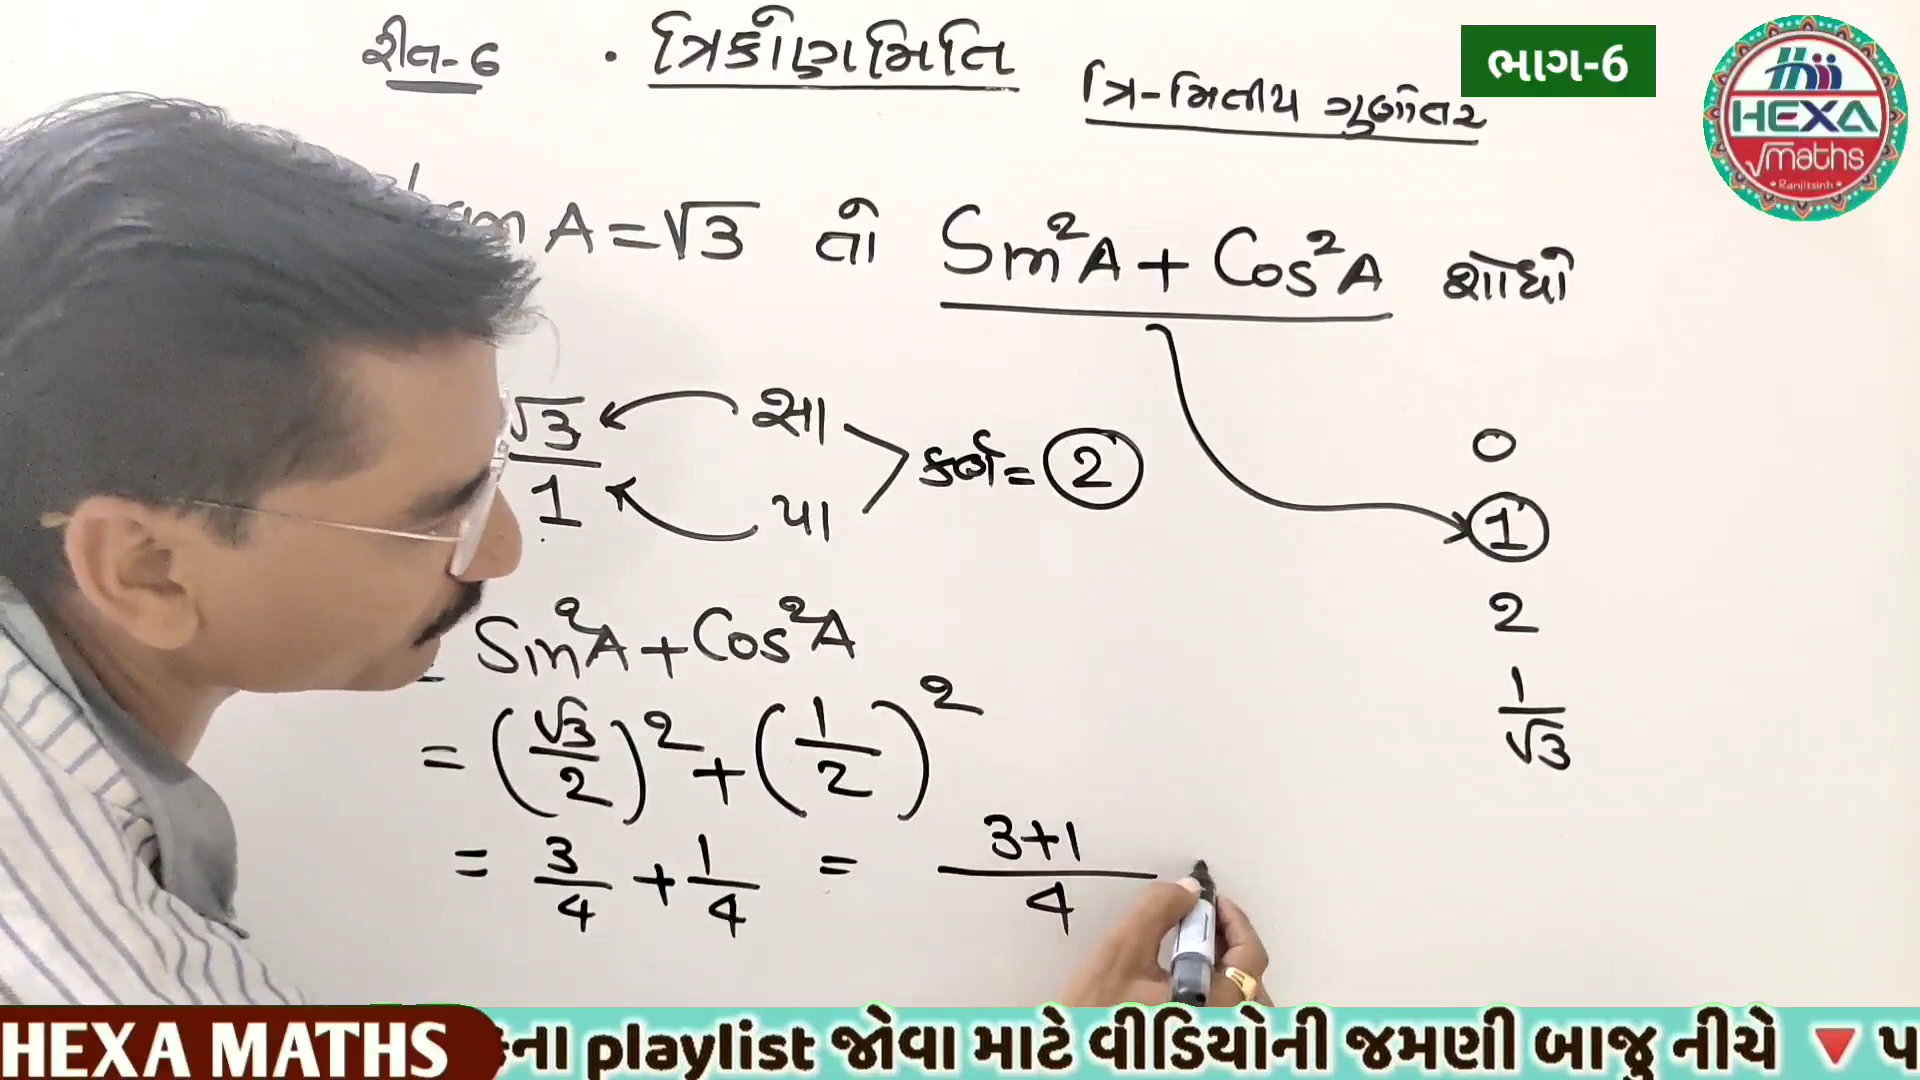 રીત-6 . ત્રિકોણમિતિ
ભાગ-6
HEXA
√maths
Ranjitsinh
ત્રિ-મિતીય ગુણોતર
A = √3 તો Sin²A + Cos²A શોધો
√3/1 સા પા કર્ણ = 2
0
1
2
1/√3
Sin²A + Cos²A
= (√3/2)² + (1/2)²
= 3/4 + 1/4 = 3+1/4
HEXA MATHS ના playlist જોવા માટે વીડિયોની જમણી બાજુ નીચે 🔻 પ